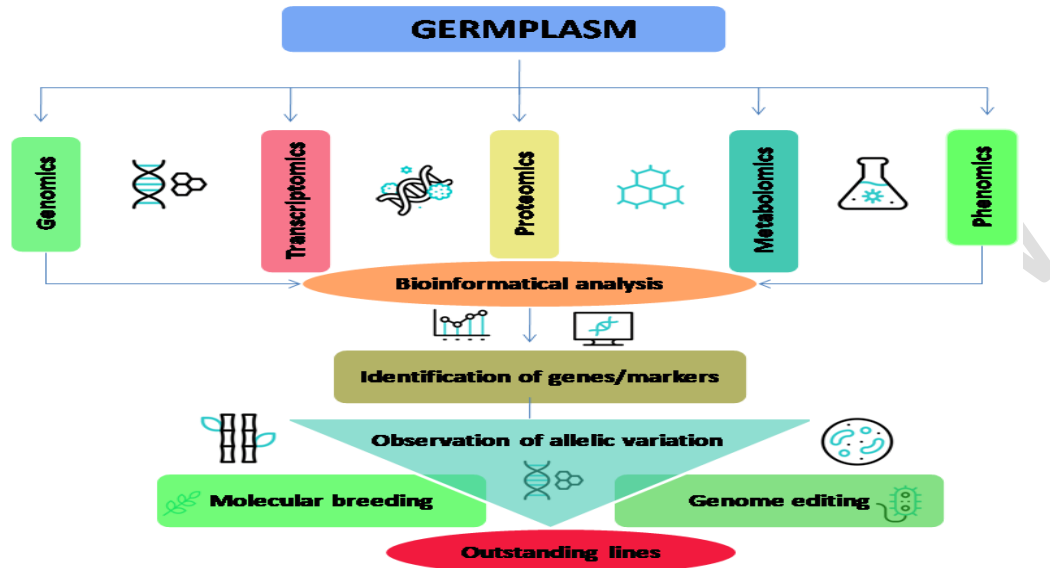 GERMPLASM
Genomics
Transcriptomics
Proteomics
Metabolomics
Phenomics
Bioinformatical analysis
Identification of genes/markers
Observation of allelic variation
Molecular breeding
Genome editing
Outstanding lines